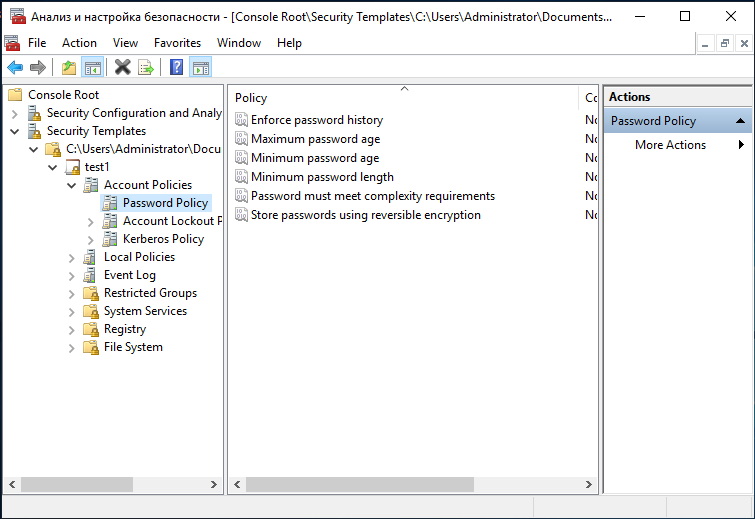 Анализ и настройка безопасности - [Console Root\Security Templates\C:\Users\Administrator\Documents...
File Action View Favorites Window Help
Console Root
Security Configuration and Analy
Security Templates
C:\Users\Administrator\Docu
test1
Account Policies
Password Policy
Account Lockout P
Kerberos Policy
Local Policies
Event Log
Restricted Groups
System Services
Registry
File System
Policy Co
Enforce password history No
Maximum password age No
Minimum password age No
Minimum password length No
Password must meet complexity requirements No
Store passwords using reversible encryption No
Actions
Password Policy
More Actions